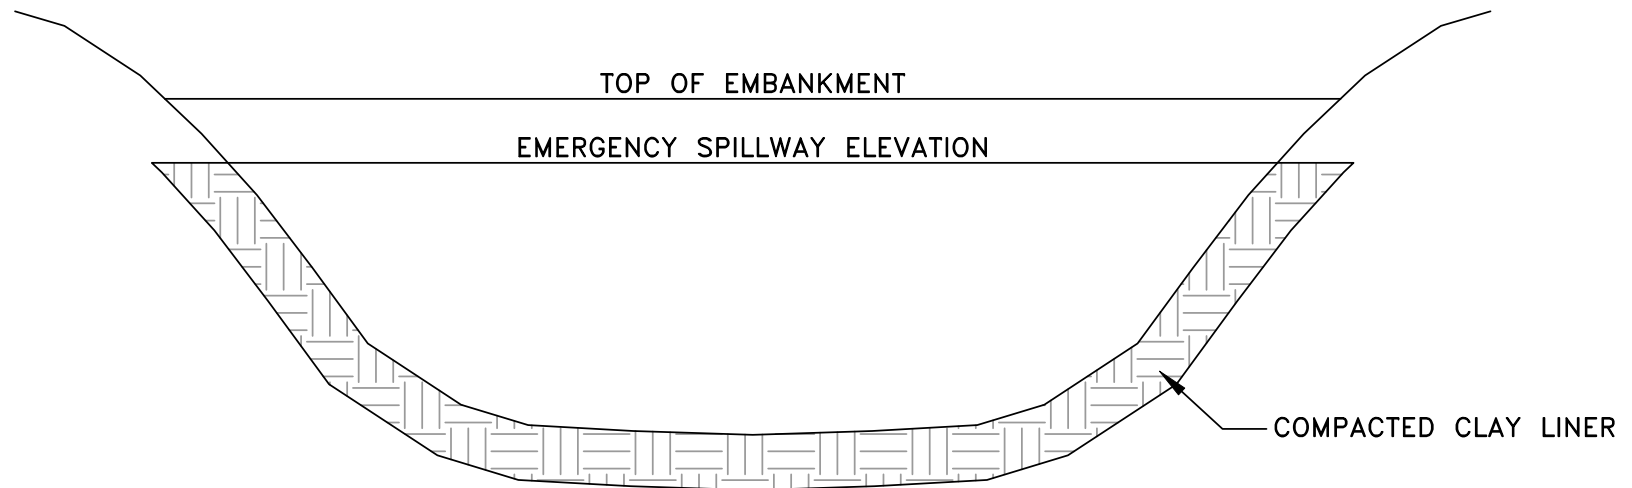 TOP OF EMBANKMENT
EMERGENCY SPILLWAY ELEVATION
COMPACTED CLAY LINER